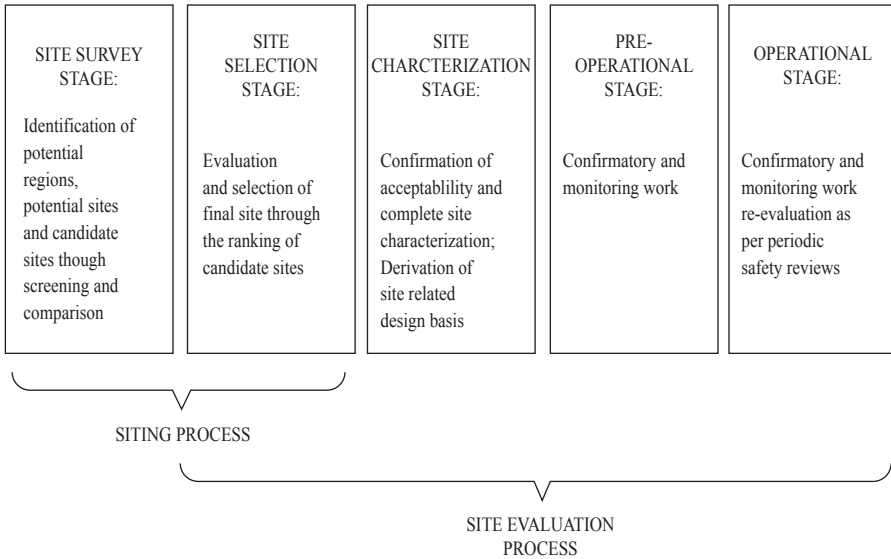 SITE SURVEY
STAGE:
Identification of
potential
regions,
potential sites
and candidate
sites though
screening and
comparison
SITE
SELECTION
STAGE:
Evaluation
and selection of
final site through
the ranking of
candidate sites
SITE
CHARCTERIZATION
STAGE:
Confirmation of
acceptablility and
complete site
characterization;
Derivation of
site related
design basis
PRE-
OPERATIONAL
STAGE:
Confirmatory and
monitoring work
OPERATIONAL
STAGE:
Confirmatory and
monitoring work
re-evaluation as
per periodic
safety reviews
SITING PROCESS
SITE EVALUATION
PROCESS